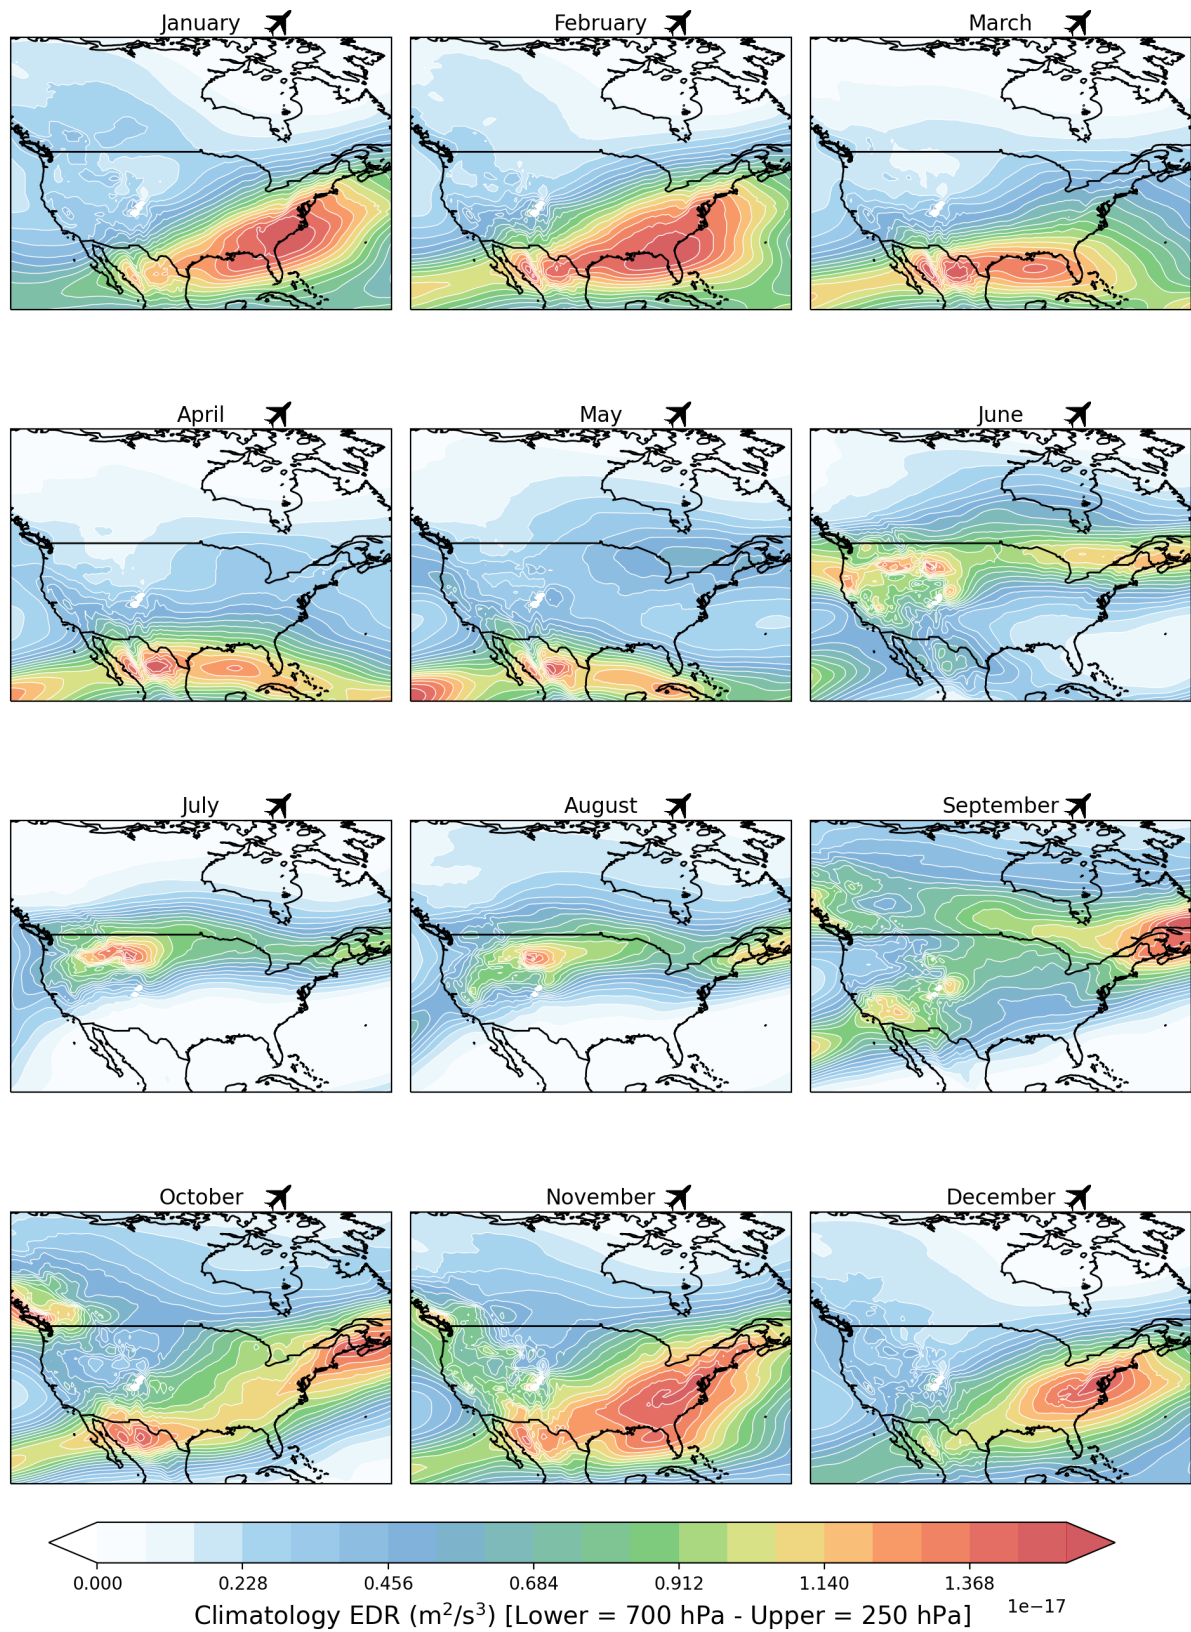 January February March
April May June
July August September
October November December
0.000 0.228 0.456 0.684 0.912 1.140 1.368
1e−17
Climatology EDR (m²/s³) [Lower = 700 hPa - Upper = 250 hPa]